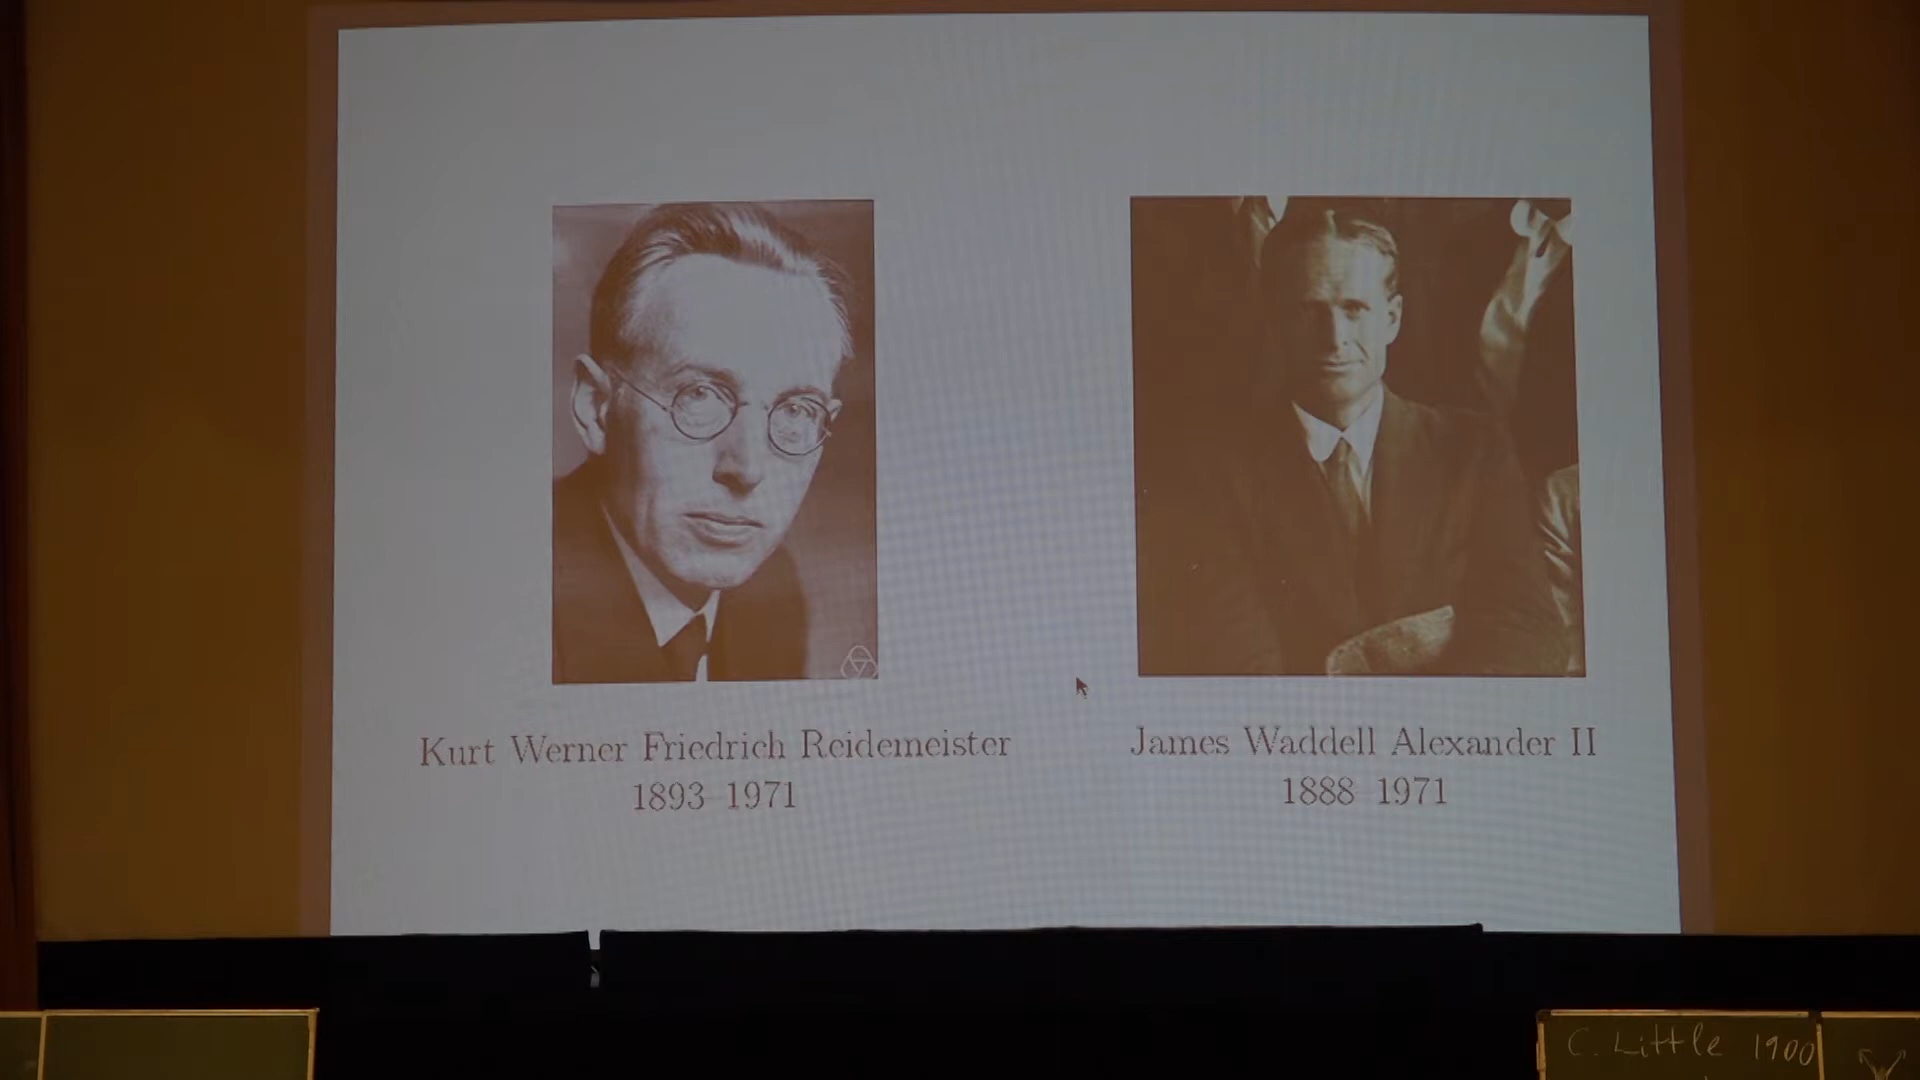 Kurt Werner Friedrich Reidemeister
1893 1971
James Waddell Alexander II
1888 1971
C. Little 1900